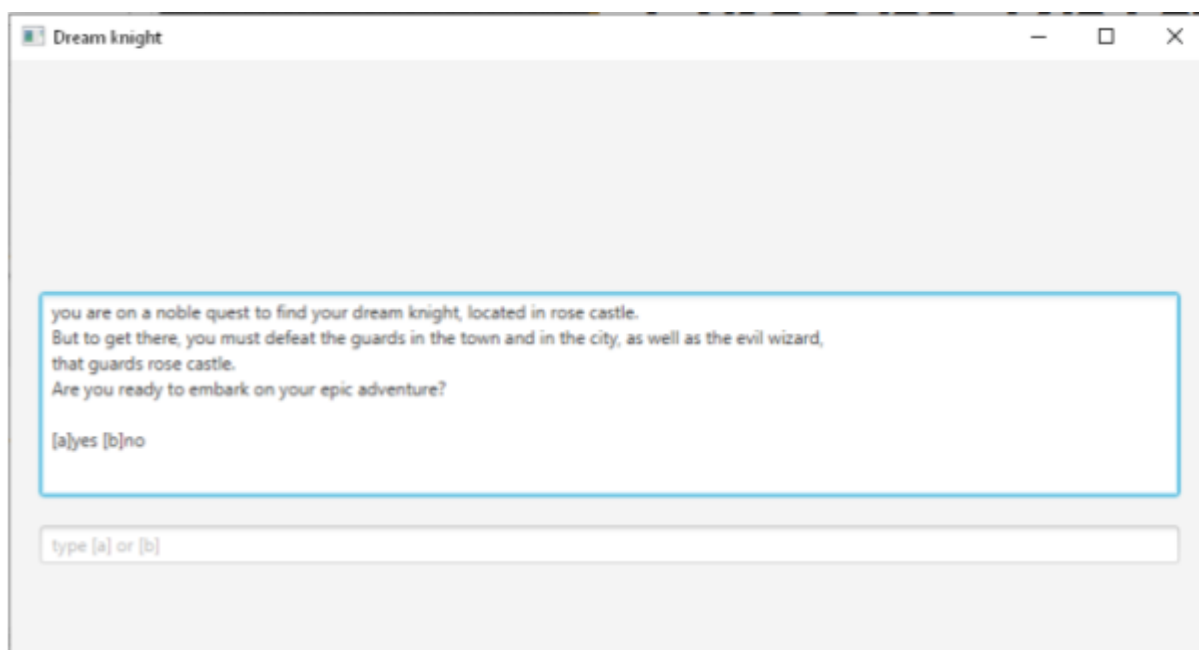 Dream knight
you are on a noble quest to find your dream knight, located in rose castle.
But to get there, you must defeat the guards in the town and in the city, as well as the evil wizard,
that guards rose castle.
Are you ready to embark on your epic adventure?
[a]yes [b]no
type [a] or [b]